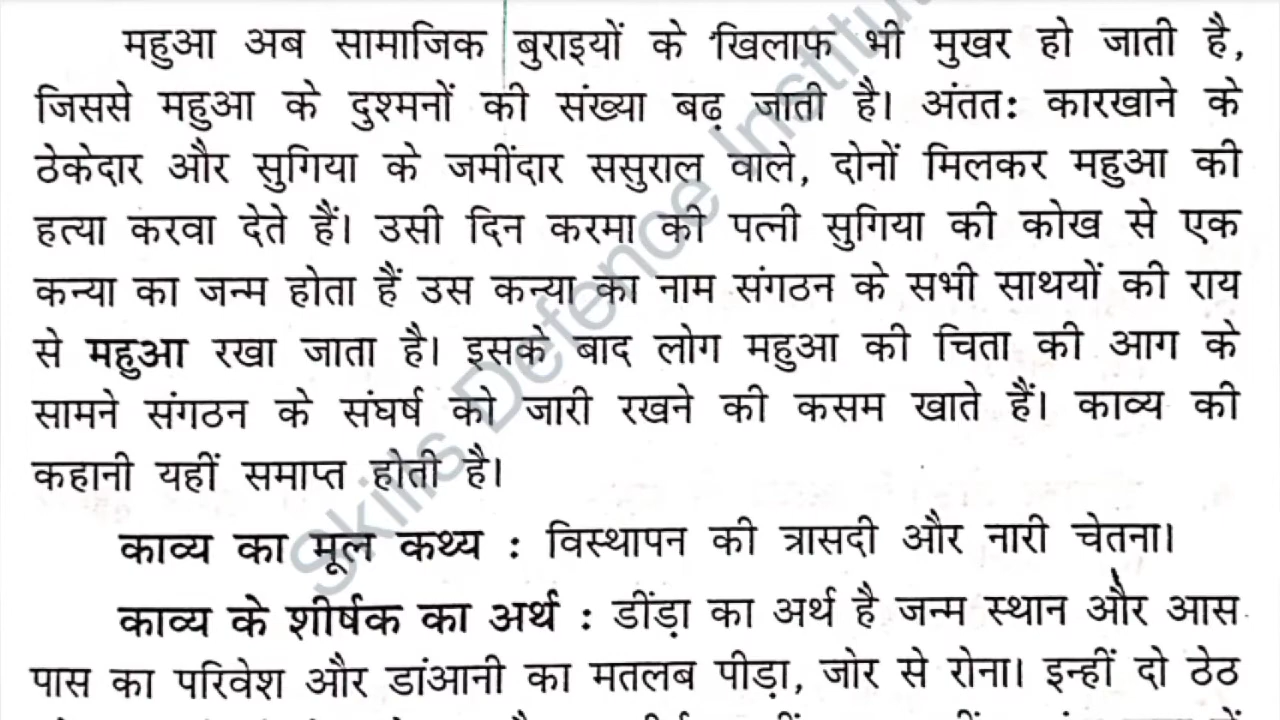 महुआ अब सामाजिक बुराइयों के खिलाफ भी मुखर हो जाती है,
जिससे महुआ के दुश्मनों की संख्या बढ़ जाती है। अंतत: कारखाने के
ठेकेदार और सुगिया के जमींदार ससुराल वाले, दोनों मिलकर महुआ की
हत्या करवा देते हैं। उसी दिन करमा की पत्नी सुगिया की कोख से एक
कन्या का जन्म होता हैं उस कन्या का नाम संगठन के सभी साथयों की राय
से महुआ रखा जाता है। इसके बाद लोग महुआ की चिता की आग के
सामने संगठन के संघर्ष को जारी रखने की कसम खाते हैं। काव्य की
कहानी यहीं समाप्त होती है।
काव्य का मूल कथ्य : विस्थापन की त्रासदी और नारी चेतना।
काव्य के शीर्षक का अर्थ : डींड़ा का अर्थ है जन्म स्थान और आस
पास का परिवेश और डांआनी का मतलब पीड़ा, जोर से रोना। इन्हीं दो ठेठ
Skills Defence Institut